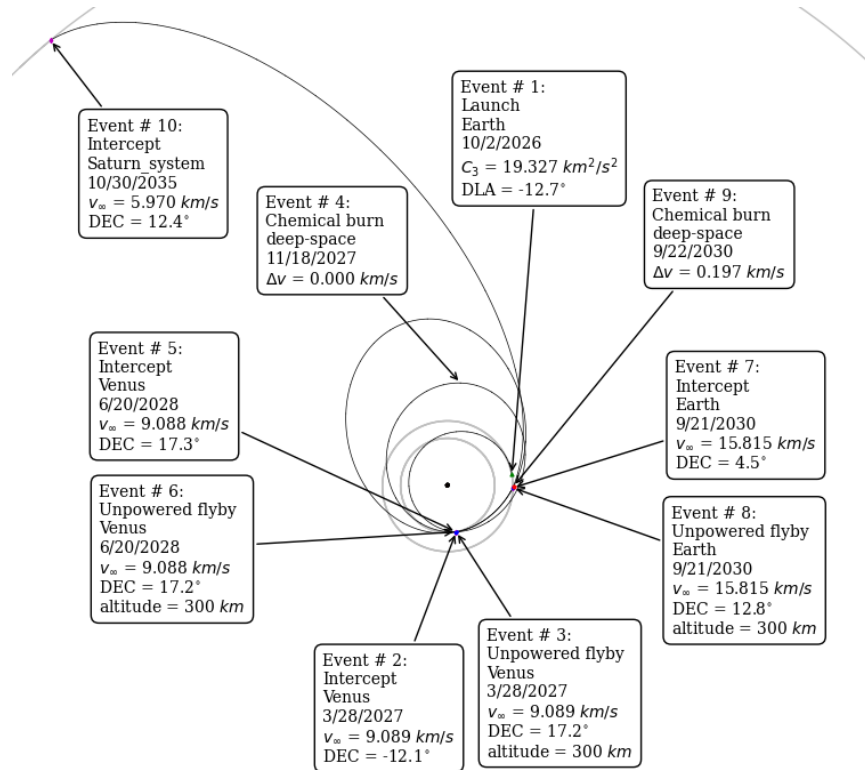 Event # 1:
Launch
Earth
10/2/2026
C₃ = 19.327 km²/s²
DLA = -12.7°
Event # 10:
Intercept
Saturn_system
10/30/2035
v∞ = 5.970 km/s
DEC = 12.4°
Event # 4:
Chemical burn
deep-space
11/18/2027
Δv = 0.000 km/s
Event # 9:
Chemical burn
deep-space
9/22/2030
Δv = 0.197 km/s
Event # 5:
Intercept
Venus
6/20/2028
v∞ = 9.088 km/s
DEC = 17.3°
Event # 7:
Intercept
Earth
9/21/2030
v∞ = 15.815 km/s
DEC = 4.5°
Event # 6:
Unpowered flyby
Venus
6/20/2028
v∞ = 9.088 km/s
DEC = 17.2°
altitude = 300 km
Event # 8:
Unpowered flyby
Earth
9/21/2030
v∞ = 15.815 km/s
DEC = 12.8°
altitude = 300 km
Event # 2:
Intercept
Venus
3/28/2027
v∞ = 9.089 km/s
DEC = -12.1°
Event # 3:
Unpowered flyby
Venus
3/28/2027
v∞ = 9.089 km/s
DEC = 17.2°
altitude = 300 km